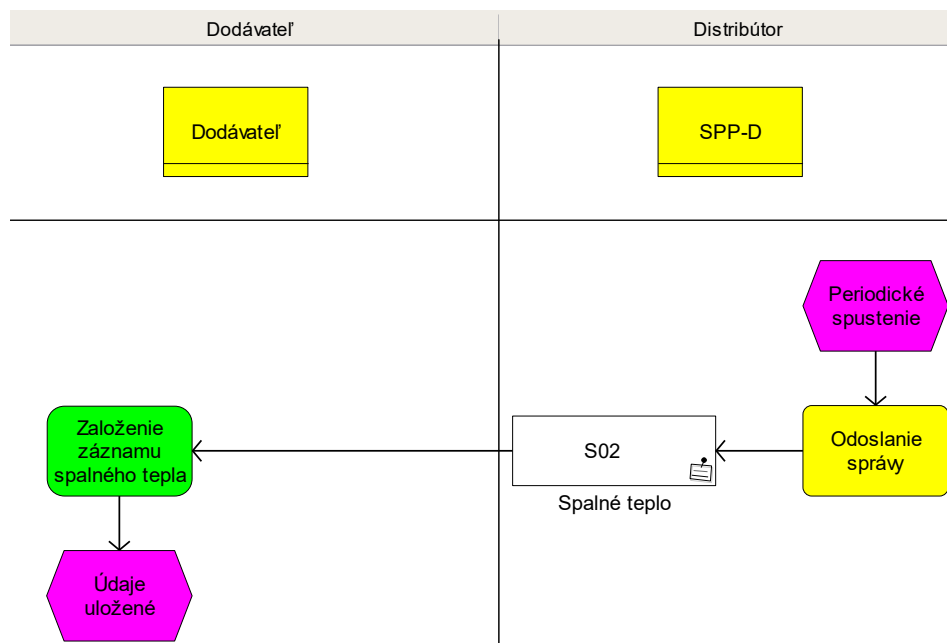 Dodávateľ
Distribútor
Dodávateľ
SPP-D
Periodické
spustenie
Založenie
záznamu
spalného tepla
S02
Odoslanie
správy
Spalné teplo
Údaje
uložené